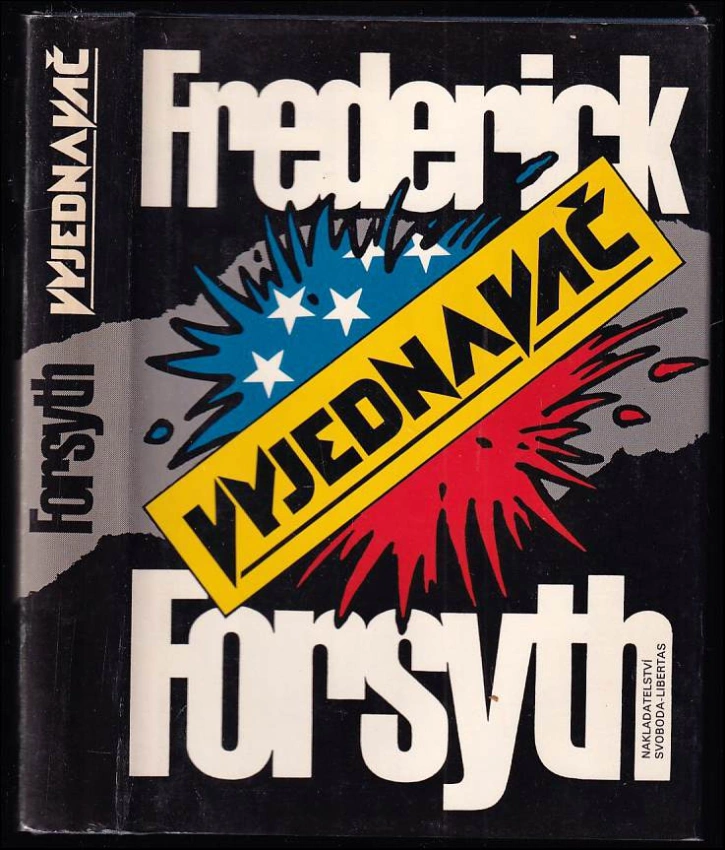 VYJEDNAVAČ
Forsyth
Frederick
VYJEDNAVAČ
Forsyth
NAKLADATELSTVÍ
SVOBODA-LIBERTAS